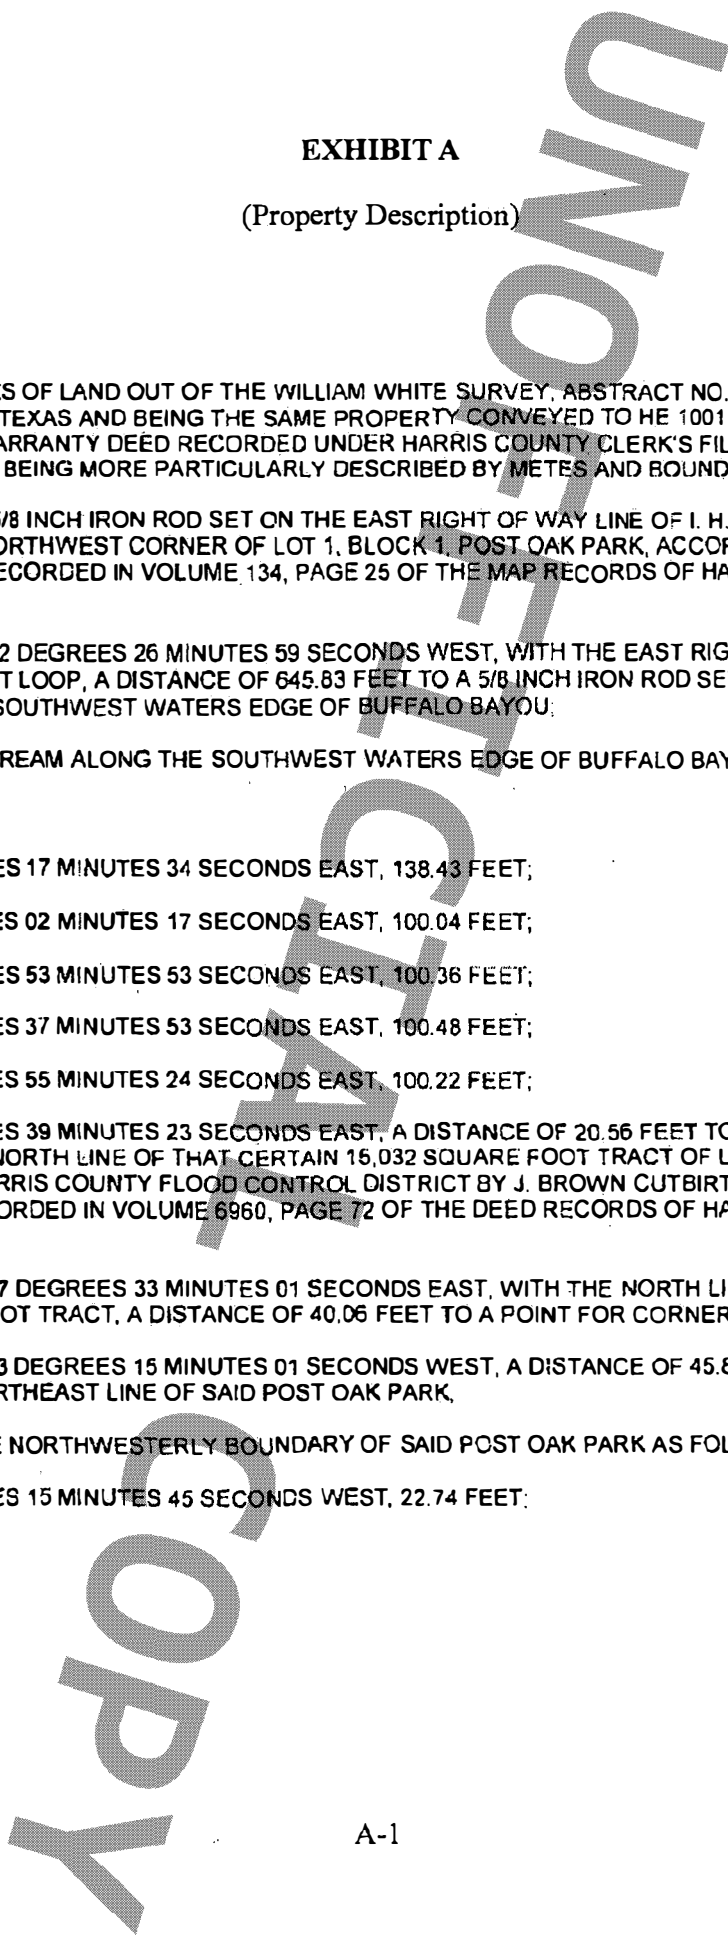 EXHIBIT A
(Property Description)
ES OF LAND OUT OF THE WILLIAM WHITE SURVEY, ABSTRACT NO.
TEXAS AND BEING THE SAME PROPERTY CONVEYED TO HE 1001
ARRANTY DEED RECORDED UNDER HARRIS COUNTY CLERK'S FIL
BEING MORE PARTICULARLY DESCRIBED BY METES AND BOUND
5/8 INCH IRON ROD SET ON THE EAST RIGHT OF WAY LINE OF I. H.
ORTHWEST CORNER OF LOT 1, BLOCK 1, POST OAK PARK, ACCOR
ECORDED IN VOLUME 134, PAGE 25 OF THE MAP RECORDS OF HA
2 DEGREES 26 MINUTES 59 SECONDS WEST, WITH THE EAST RIG
T LOOP, A DISTANCE OF 645.83 FEET TO A 5/8 INCH IRON ROD SE
SOUTHWEST WATERS EDGE OF BUFFALO BAYOU;
REAM ALONG THE SOUTHWEST WATERS EDGE OF BUFFALO BAY
ES 17 MINUTES 34 SECONDS EAST, 138.43 FEET;
ES 02 MINUTES 17 SECONDS EAST, 100.04 FEET;
ES 53 MINUTES 53 SECONDS EAST, 100.36 FEET;
ES 37 MINUTES 53 SECONDS EAST, 100.48 FEET;
ES 55 MINUTES 24 SECONDS EAST, 100.22 FEET;
ES 39 MINUTES 23 SECONDS EAST, A DISTANCE OF 20.56 FEET TO
NORTH LINE OF THAT CERTAIN 15,032 SQUARE FOOT TRACT OF L
RRIS COUNTY FLOOD CONTROL DISTRICT BY J. BROWN CUTBIRT
ORDED IN VOLUME 6960, PAGE 72 OF THE DEED RECORDS OF HA
7 DEGREES 33 MINUTES 01 SECONDS EAST, WITH THE NORTH LI
OT TRACT, A DISTANCE OF 40.06 FEET TO A POINT FOR CORNER
3 DEGREES 15 MINUTES 01 SECONDS WEST, A DISTANCE OF 45.8
RTHEAST LINE OF SAID POST OAK PARK,
E NORTHWESTERLY BOUNDARY OF SAID POST OAK PARK AS FOL
ES 15 MINUTES 45 SECONDS WEST, 22.74 FEET;
A-1
UNOFFICIAL COPY